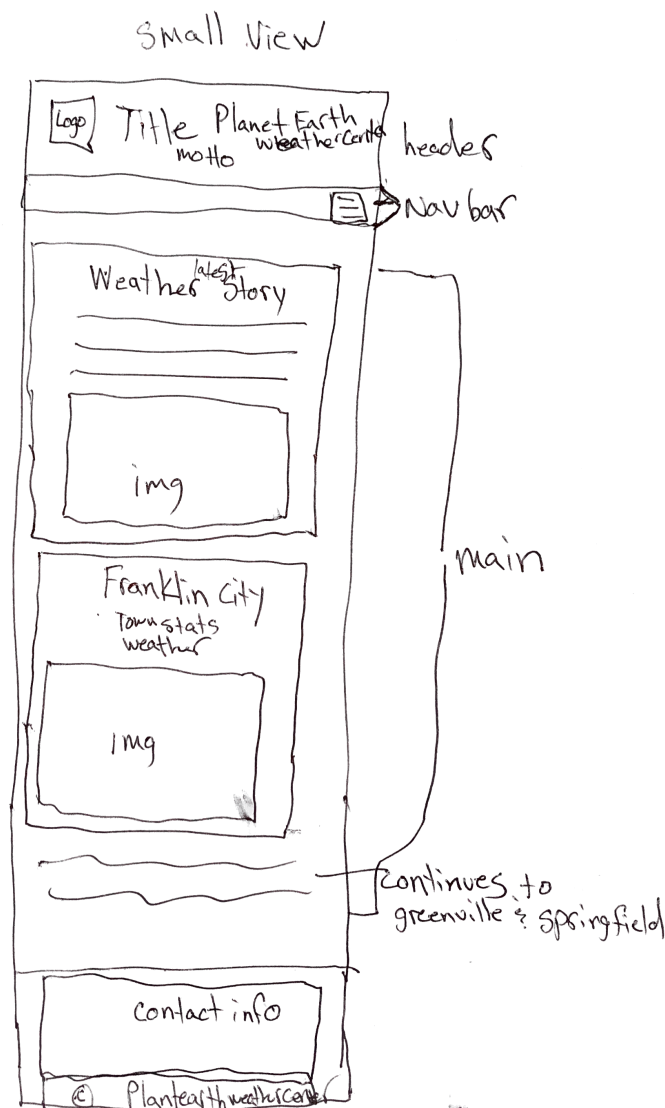 small view
Logo
Title Planet Earth
motto weathercenter
header
Nav bar
Weather latest Story
img
main
Franklin City
Town stats
weather
img
continues to
greenville & springfield
contact info
© Plantearthweathercenter